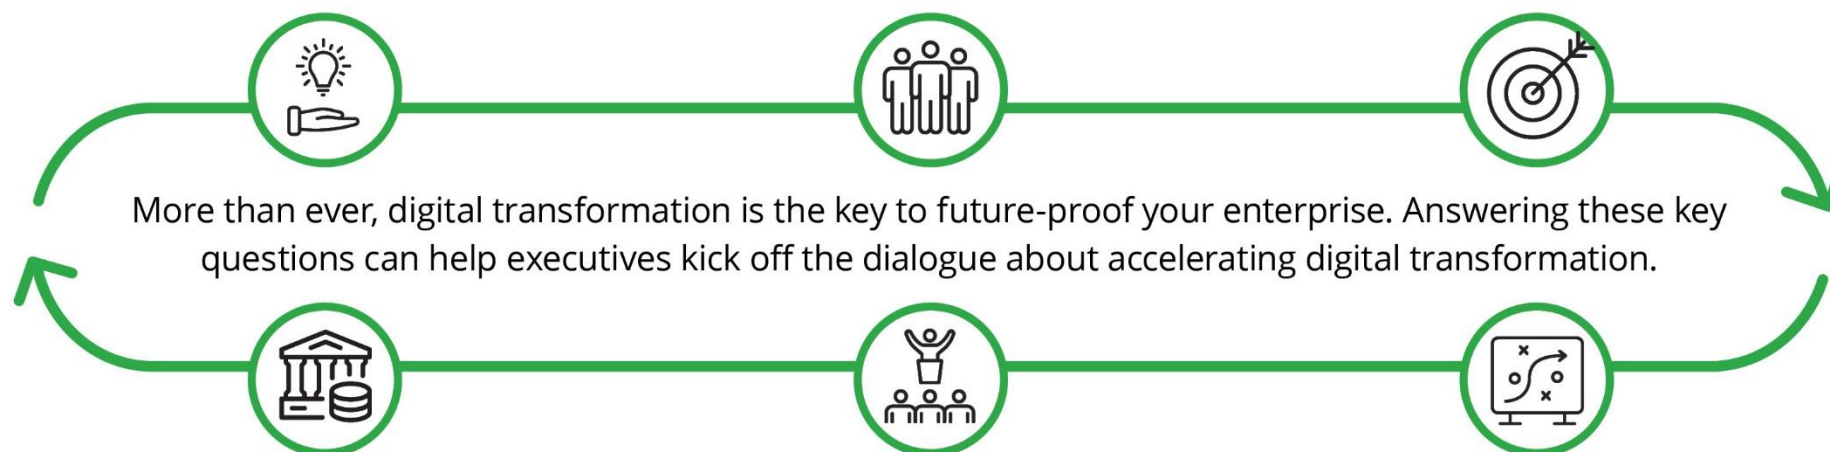 More than ever, digital transformation is the key to future-proof your enterprise. Answering these key
questions can help executives kick off the dialogue about accelerating digital transformation.